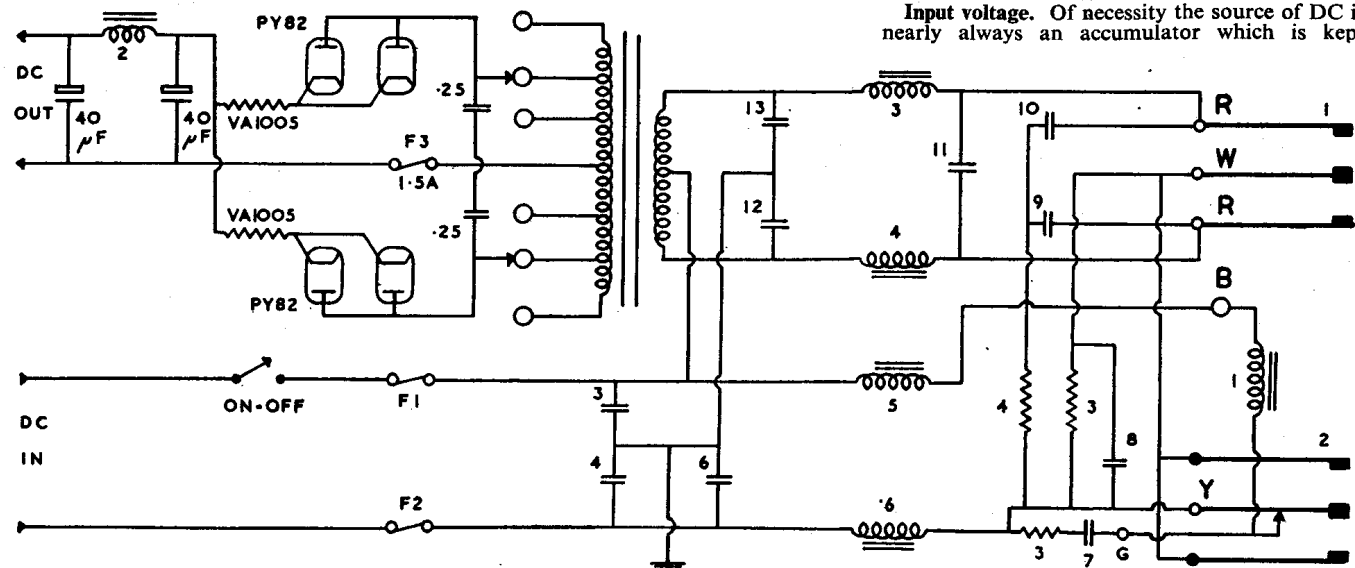 Input voltage. Of necessity the source of DC i
nearly always an accumulator which is kep
PY82
2
DC
OUT
40
μF
40
μF
VA1005
.25
F3
1.5A
VA1005
.25
PY82
13
12
3
4
11
10
9
R
1
W
R
B
1
ON-OFF
F1
DC
IN
F2
3
4
6
5
.6
4
3
8
2
Y
3
7
G